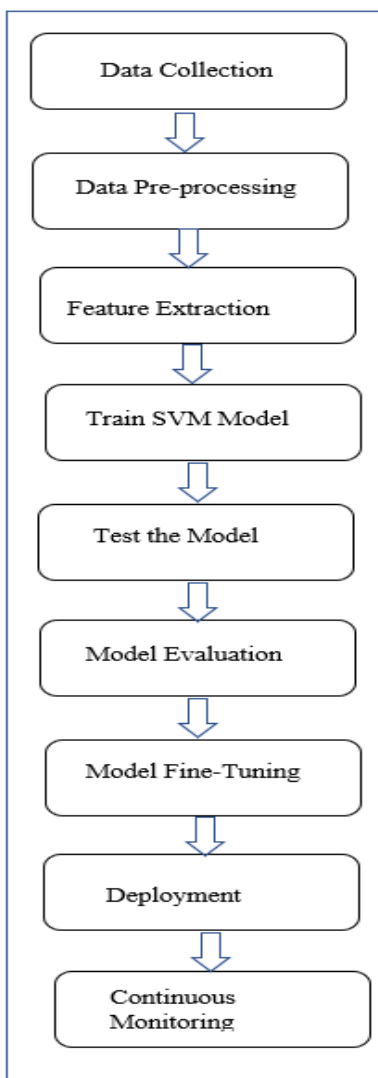 Data Collection
Data Pre-processing
Feature Extraction
Train SVM Model
Test the Model
Model Evaluation
Model Fine-Tuning
Deployment
Continuous
Monitoring